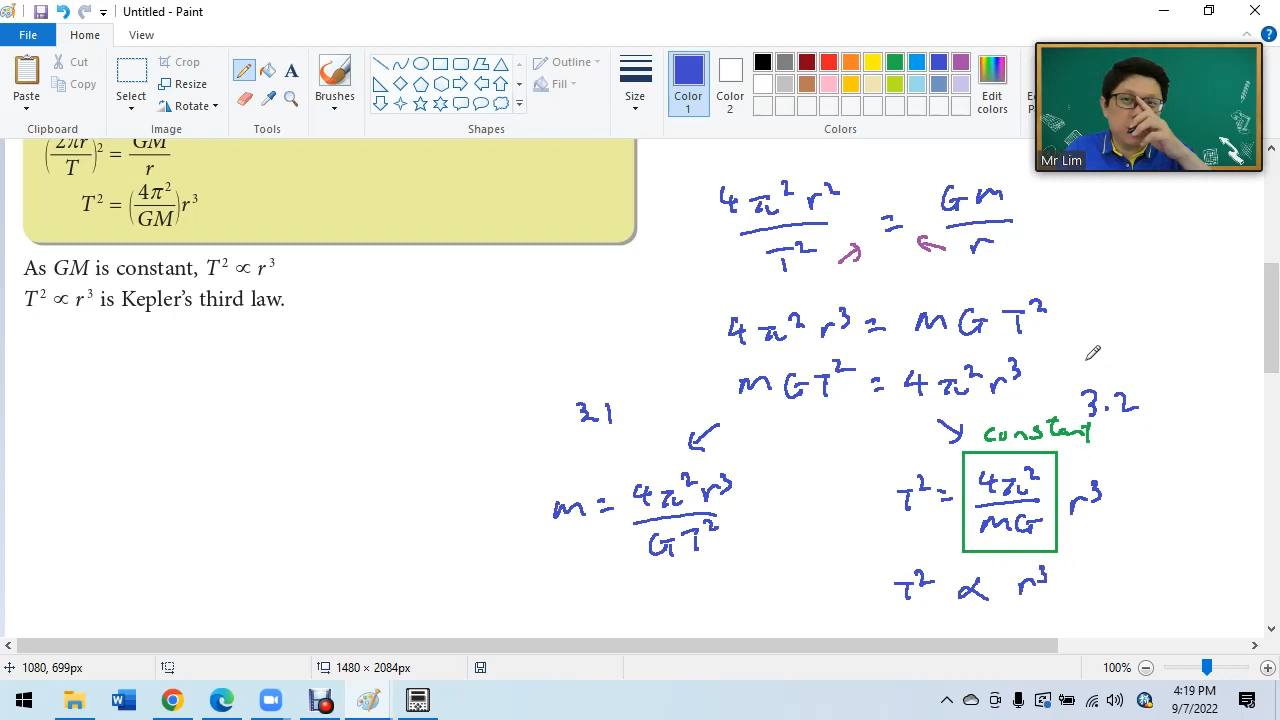 Untitled - Paint
File Home View
Paste Cut Copy Clipboard
Select Crop Resize Rotate Image
Tools
Brushes
Outline Fill Shapes
Size
Color 1 Color 2 Edit colors Colors
Mr Lim
(2πr/T)² = GM/r
T² = (4π²/GM)r³
As GM is constant, T² ∝ r³
T² ∝ r³ is Kepler's third law.
4π²r²/T² = GM/r
4π²r³ = MGT²
MGT² = 4π²r³
3.1
3.2
constant
M = 4π²r³/GT²
T² = 4π²/MG r³
T² ∝ r³
1080, 699px
1480 × 2084px
100%
4:19 PM
9/7/2022